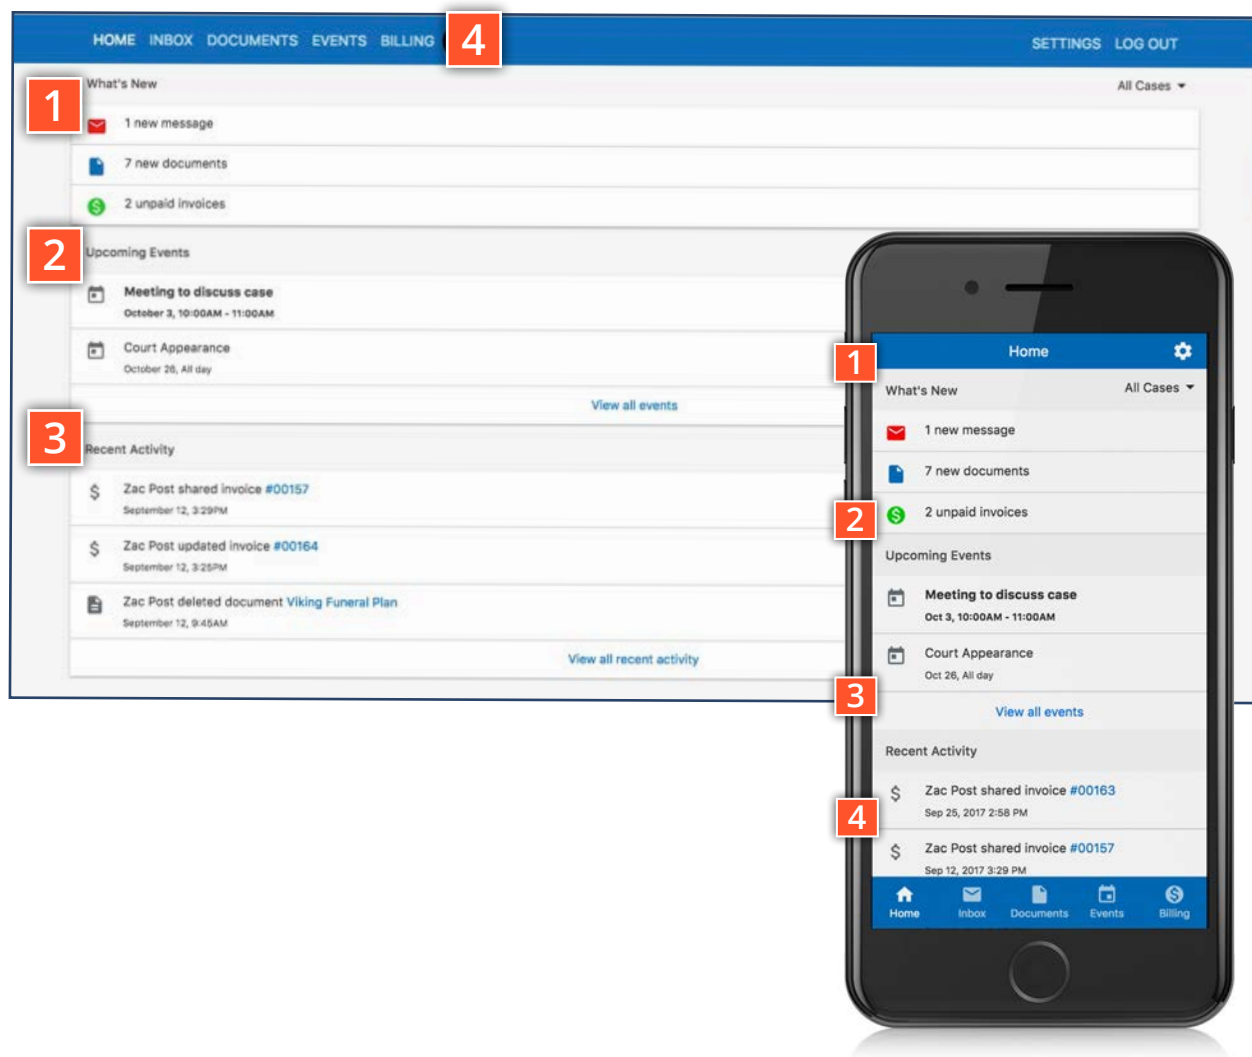 HOME INBOX DOCUMENTS EVENTS BILLING 4 SETTINGS LOG OUT
1 What's New All Cases
1 new message
7 new documents
2 unpaid invoices
2 Upcoming Events
Meeting to discuss case
October 3, 10:00AM - 11:00AM
Court Appearance
October 26, All day
View all events
3 Recent Activity
Zac Post shared invoice #00157
September 12, 3:29PM
Zac Post updated invoice #00164
September 12, 3:25PM
Zac Post deleted document Viking Funeral Plan
September 12, 9:45AM
View all recent activity
Home
1
What's New All Cases
1 new message
7 new documents
2 2 unpaid invoices
Upcoming Events
Meeting to discuss case
Oct 3, 10:00AM - 11:00AM
Court Appearance
Oct 26, All day
3
View all events
Recent Activity
Zac Post shared invoice #00163
Sep 25, 2017 2:58 PM
4
Zac Post shared invoice #00157
Sep 12, 2017 3:29 PM
Home Inbox Documents Events Billing